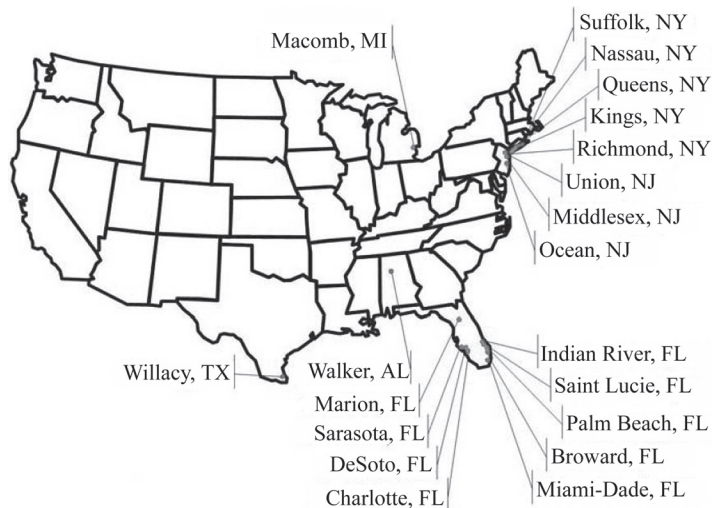 Suffolk, NY
Macomb, MI
Nassau, NY
Queens, NY
Kings, NY
Richmond, NY
Union, NJ
Middlesex, NJ
Ocean, NJ
Indian River, FL
Willacy, TX
Walker, AL
Saint Lucie, FL
Marion, FL
Palm Beach, FL
Sarasota, FL
Broward, FL
DeSoto, FL
Miami-Dade, FL
Charlotte, FL